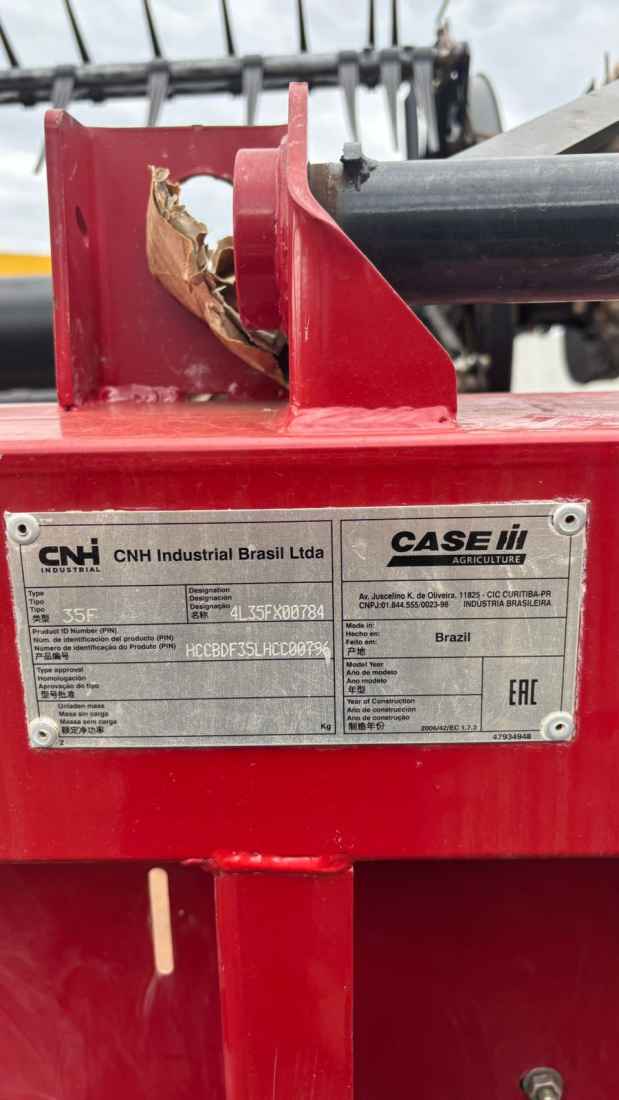 CNH INDUSTRIAL
CNH Industrial Brasil Ltda
Type
Tipo
Tipo
类型
35F
Designation
Designación
Designação
名称
4L35FX00784
Product ID Number (PIN)
Núm. de identificación del producto (PIN)
Número de identificação do Produto (PIN)
产品编号
HCCBDF35LHCC00796
Type approval
Homologación
Aprovação do tipo
型号批准
Unladen mass
Masa sin carga
Massa sem carga
额定净功率
Kg
Z
CASE III
AGRICULTURE
Av. Juscelino K. de Oliveira, 11825 - CIC CURITIBA-PR
CNPJ:01.844.555/0023-98 INDUSTRIA BRASILEIRA
Made in:
Hecho en:
Feito em:
产地
Brazil
Model Year
Año de modelo
Ano modelo
年型
Year of Construction
Año de construcción
Ano de construção
制造年份
2006/42/EC 1.7.3
EAC
47934948